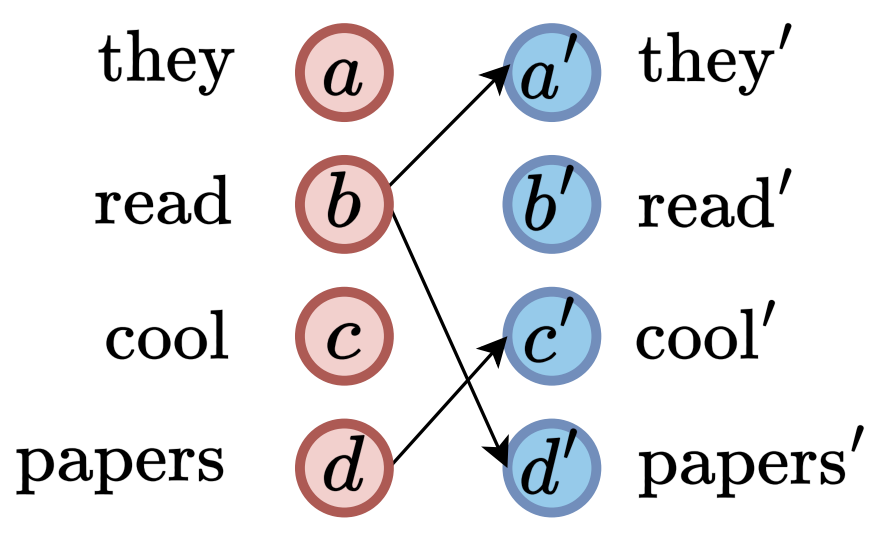 they a a′ they′
read b b′ read′
cool c c′ cool′
papers d d′ papers′